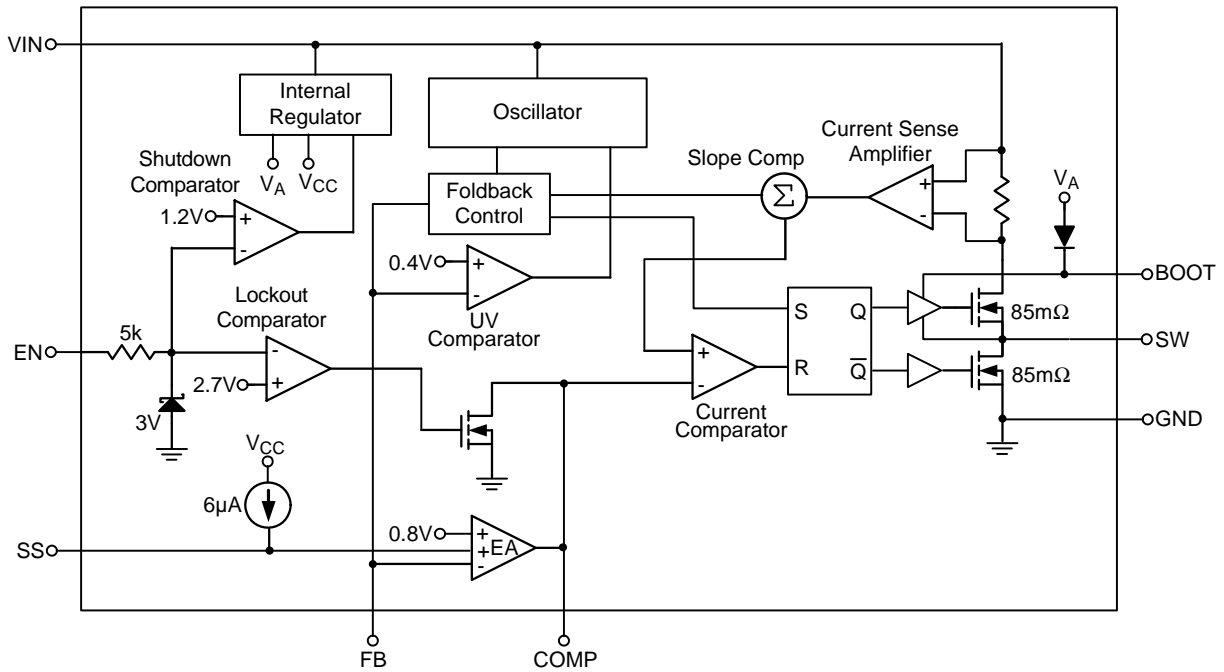 VIN
Internal
Regulator
Oscillator
Current Sense
Amplifier
Shutdown
Comparator
VA
VCC
Slope Comp
Foldback
Control
Σ
+
-
VA
1.2V
+
-
0.4V
+
-
UV
Comparator
BOOT
Lockout
Comparator
S
Q
85mΩ
5k
EN
-
+
2.7V
3V
+
-
Current
Comparator
R
Q
SW
85mΩ
GND
VCC
6µA
0.8V
+
+
-
EA
SS
FB
COMP